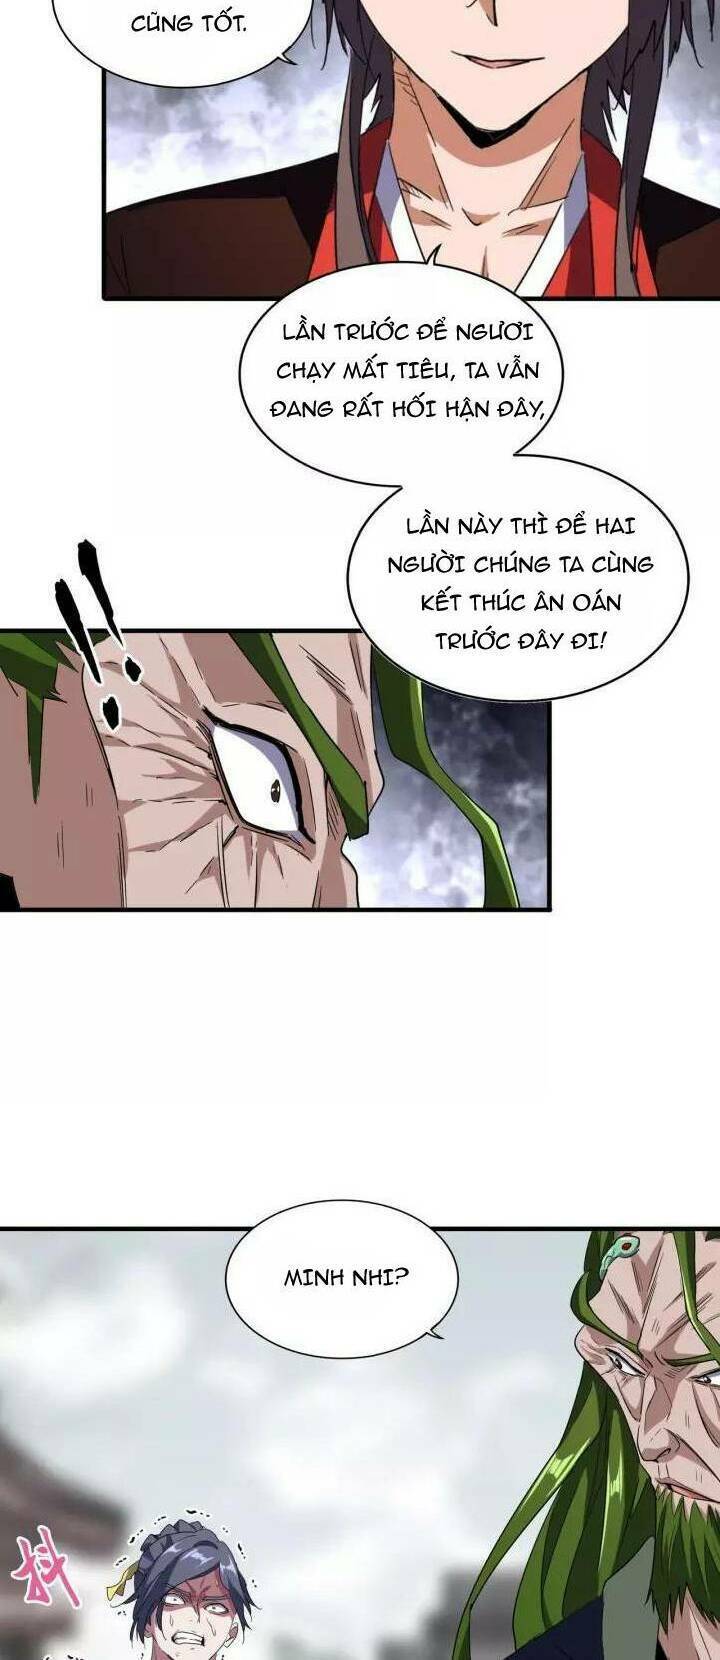 CŨNG TỐT.
LẦN TRƯỚC ĐỂ NGƯƠI
CHẠY MẤT TIÊU, TA VẪN
ĐANG RẤT HỐI HẬN ĐÂY,
LẦN NÀY THÌ ĐỂ HAI
NGƯỜI CHÚNG TA CÙNG
KẾT THÚC ÂN OÁN
TRƯỚC ĐÂY ĐI!
!!
MINH NHI?
抖